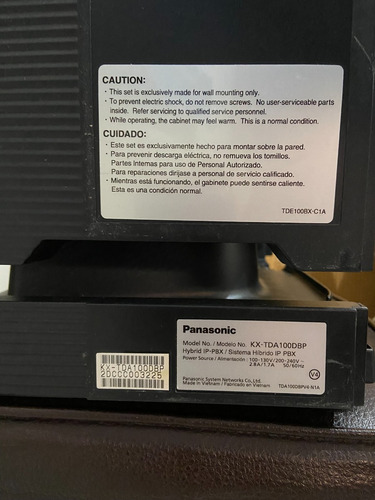 CAUTION:
· This set is exclusively made for wall mounting only.
· To prevent electric shock, do not remove screws. No user-serviceable parts
inside. Refer servicing to qualified service personnel.
· While operating, the cabinet may feel warm. This is a normal condition.
CUIDADO:
· Este set es exclusivamente hecho para montar sobre la pared.
· Para prevenir descarga eléctrica, no remueva los tornillos.
Partes Internas para uso de Personal Autorizado.
Para reparaciones dirijase a personal de servicio calificado.
· Mientras está funcionando, el gabinete puede sentirse caliente.
Esta es una condición normal.
TDE100BX-C1A
Panasonic
Model No. / Modelo No. KX-TDA100DBP
Hybrid IP-PBX / Sistema Híbrido IP PBX
Power Source / Alimentación: 100-130V/200-240V~
2.8A/1.7A 50/60Hz
Panasonic System Networks Co.,Ltd.
Made in Vietnam / Fabricado en Vietnam
V4
TDA100DBPV4-N1A
KX-TDA100DBP
2DCCC003225